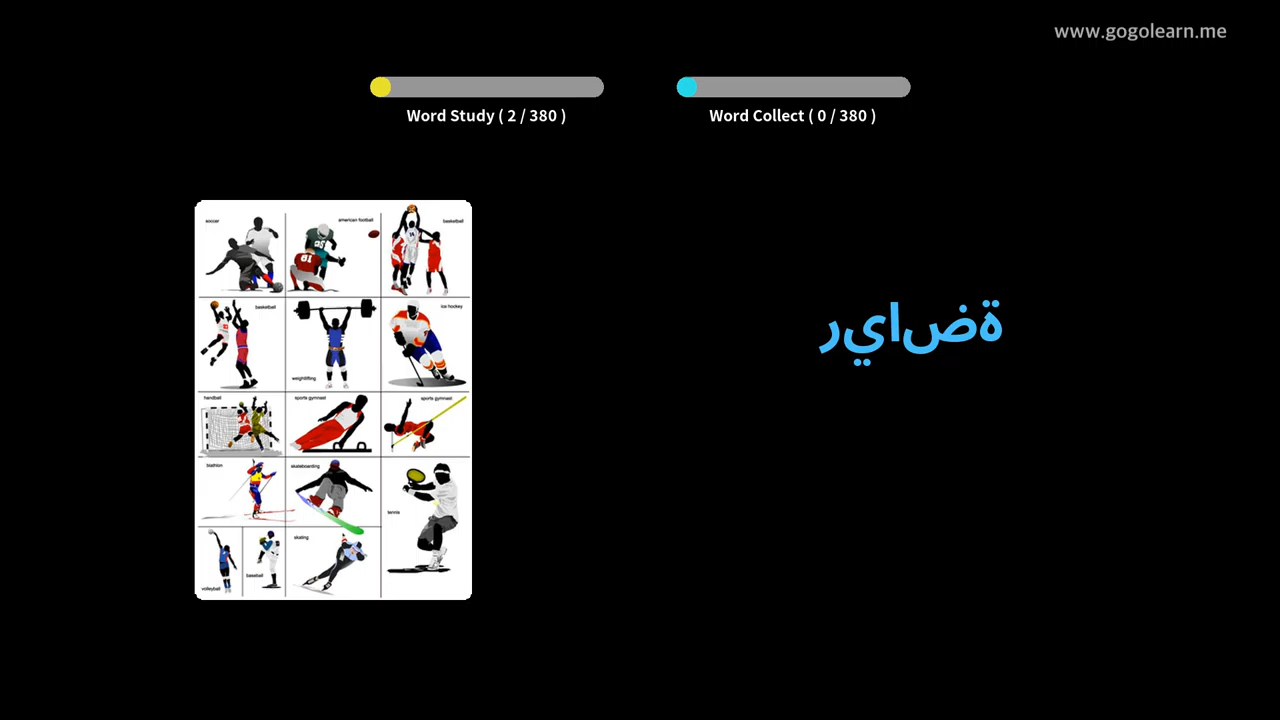 www.gogolearn.me
Word Study ( 2 / 380 )
Word Collect ( 0 / 380 )
soccer
american football
basketball
basketball
weightlifting
ice hockey
handball
sports gymnast
sports gymnast
biathlon
skateboarding
tennis
volleyball
baseball
skating
رياضة